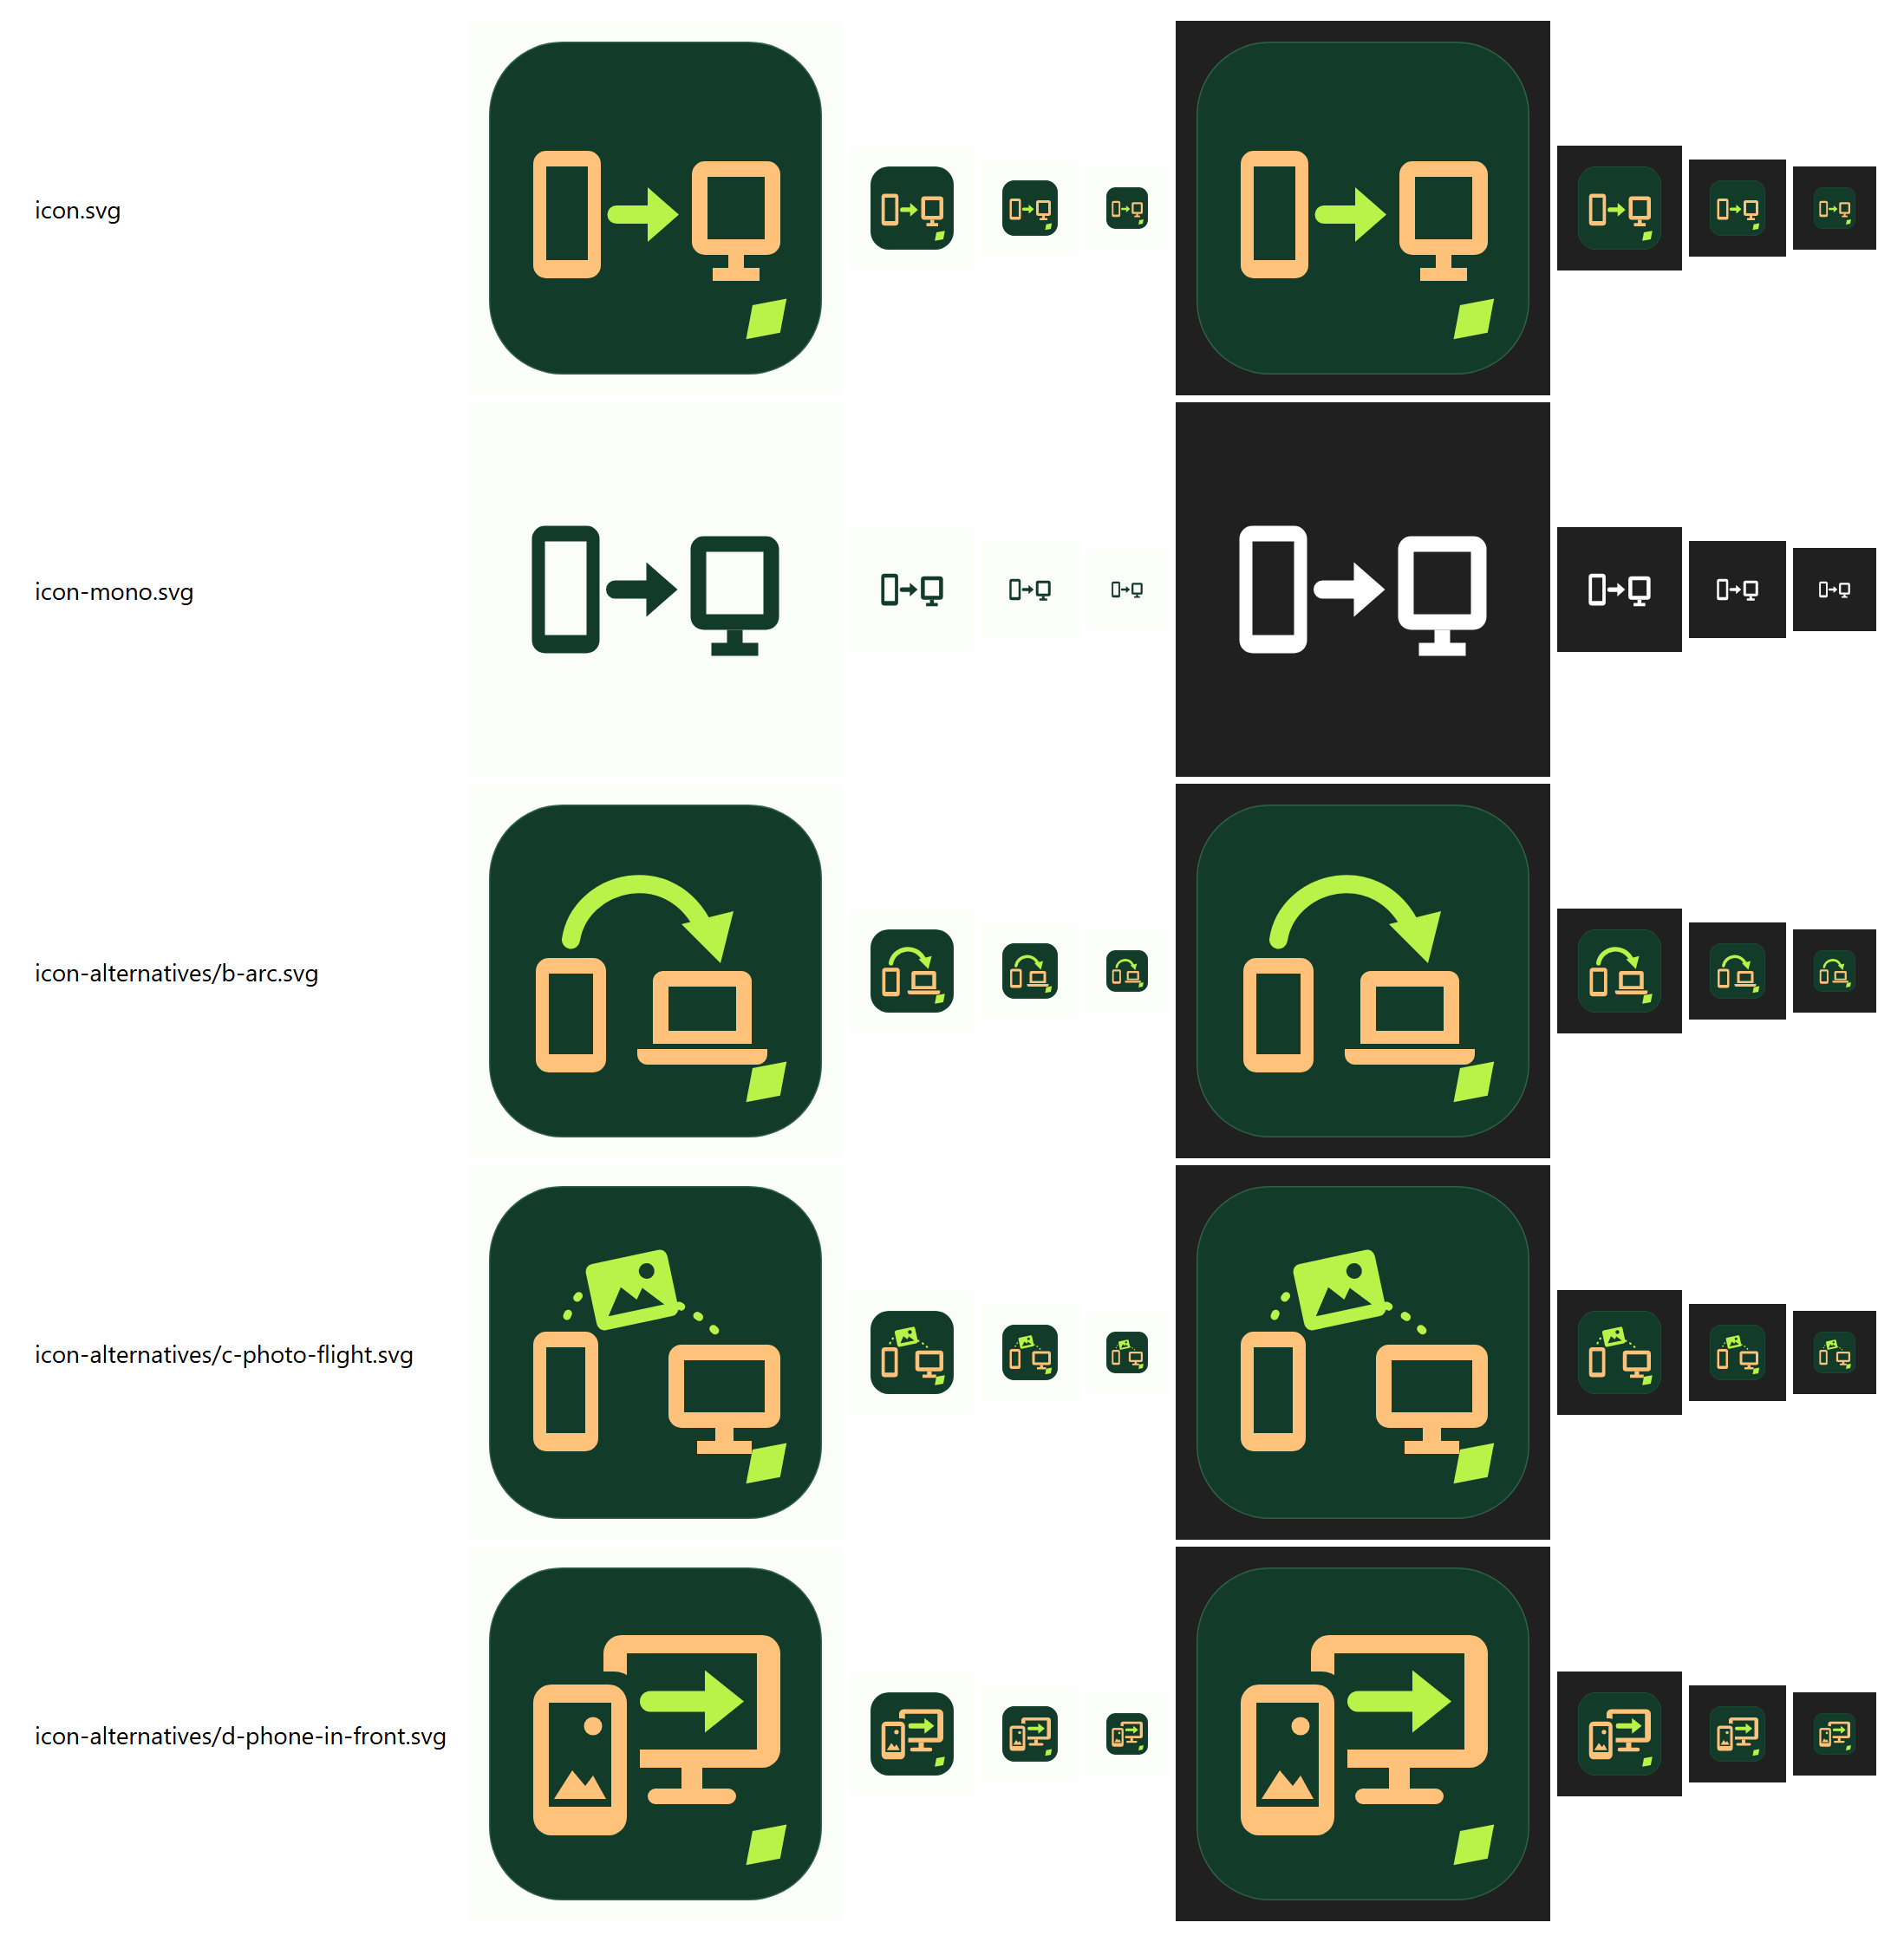 icon.svg
icon-mono.svg
icon-alternatives/b-arc.svg
icon-alternatives/c-photo-flight.svg
icon-alternatives/d-phone-in-front.svg